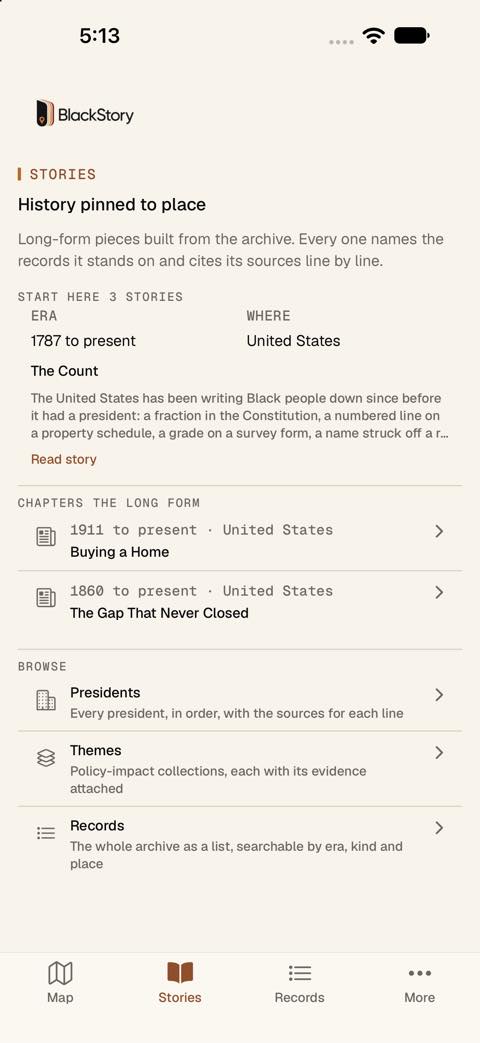 5:13
BlackStory
STORIES
History pinned to place
Long-form pieces built from the archive. Every one names the
records it stands on and cites its sources line by line.
START HERE 3 STORIES
ERA
WHERE
1787 to present
United States
The Count
The United States has been writing Black people down since before
it had a president: a fraction in the Constitution, a numbered line on
a property schedule, a grade on a survey form, a name struck off a r…
Read story
CHAPTERS THE LONG FORM
1911 to present · United States
Buying a Home
1860 to present · United States
The Gap That Never Closed
BROWSE
Presidents
Every president, in order, with the sources for each line
Themes
Policy-impact collections, each with its evidence
attached
Records
The whole archive as a list, searchable by era, kind and
place
Map
Stories
Records
More